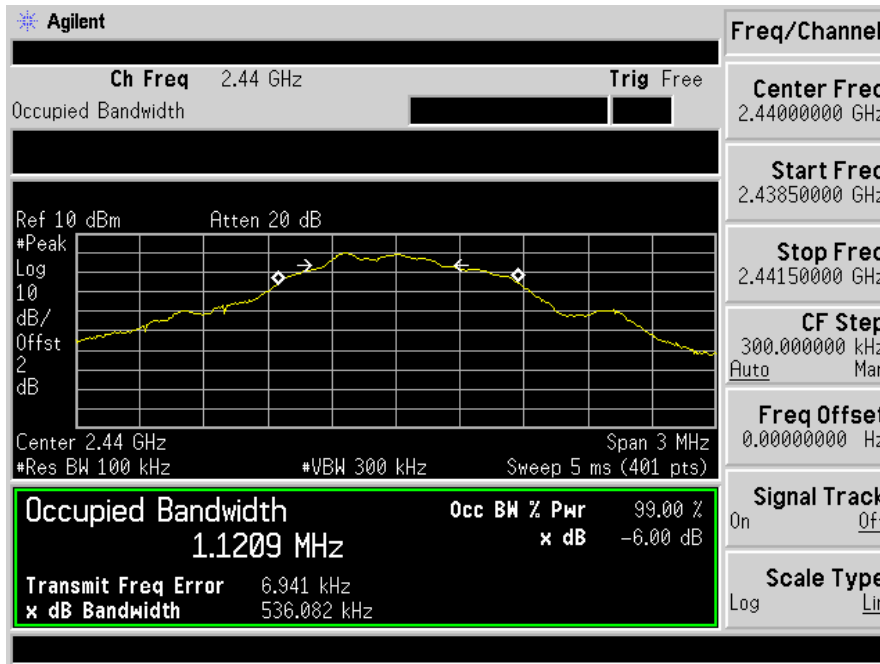 Agilent
Freq/Channel
Ch Freq 2.44 GHz Trig Free
Occupied Bandwidth
Center Freq
2.44000000 GHz
Start Freq
2.43850000 GHz
Stop Freq
2.44150000 GHz
CF Step
300.000000 kHz
Auto Man
Freq Offset
0.00000000 Hz
Signal Track
On Off
Scale Type
Log Lin
Ref 10 dBm Atten 20 dB
#Peak
Log
10
dB/
Offst
2
dB
Center 2.44 GHz Span 3 MHz
#Res BW 100 kHz #VBW 300 kHz Sweep 5 ms (401 pts)
Occupied Bandwidth
1.1209 MHz
Occ BW % Pwr 99.00 %
x dB -6.00 dB
Transmit Freq Error 6.941 kHz
x dB Bandwidth 536.082 kHz